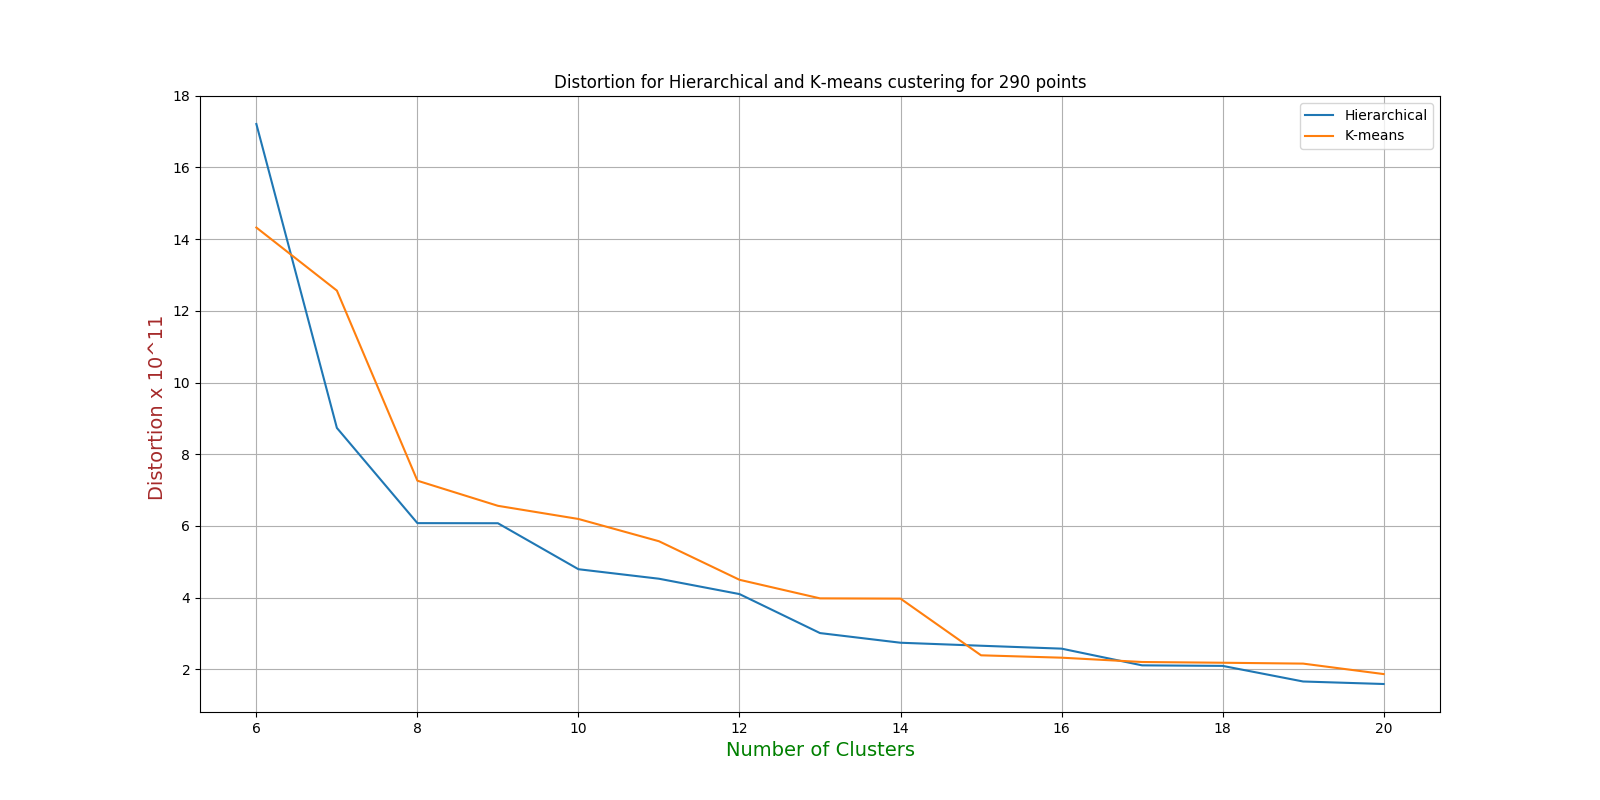 Distortion for Hierarchical and K-means custering for 290 points
Hierarchical
K-means
18
16
14
12
10
8
6
4
2
Distortion x 10^11
6 8 10 12 14 16 18 20
Number of Clusters